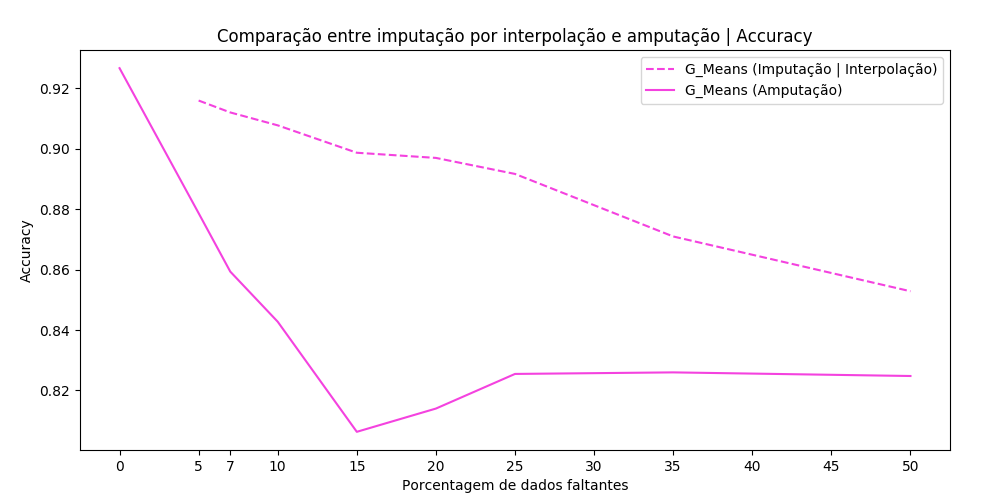 Comparação entre imputação por interpolação e amputação | Accuracy
G_Means (Imputação | Interpolação)
G_Means (Amputação)
Accuracy
0.92
0.90
0.88
0.86
0.84
0.82
0 5 7 10 15 20 25 30 35 40 45 50
Porcentagem de dados faltantes